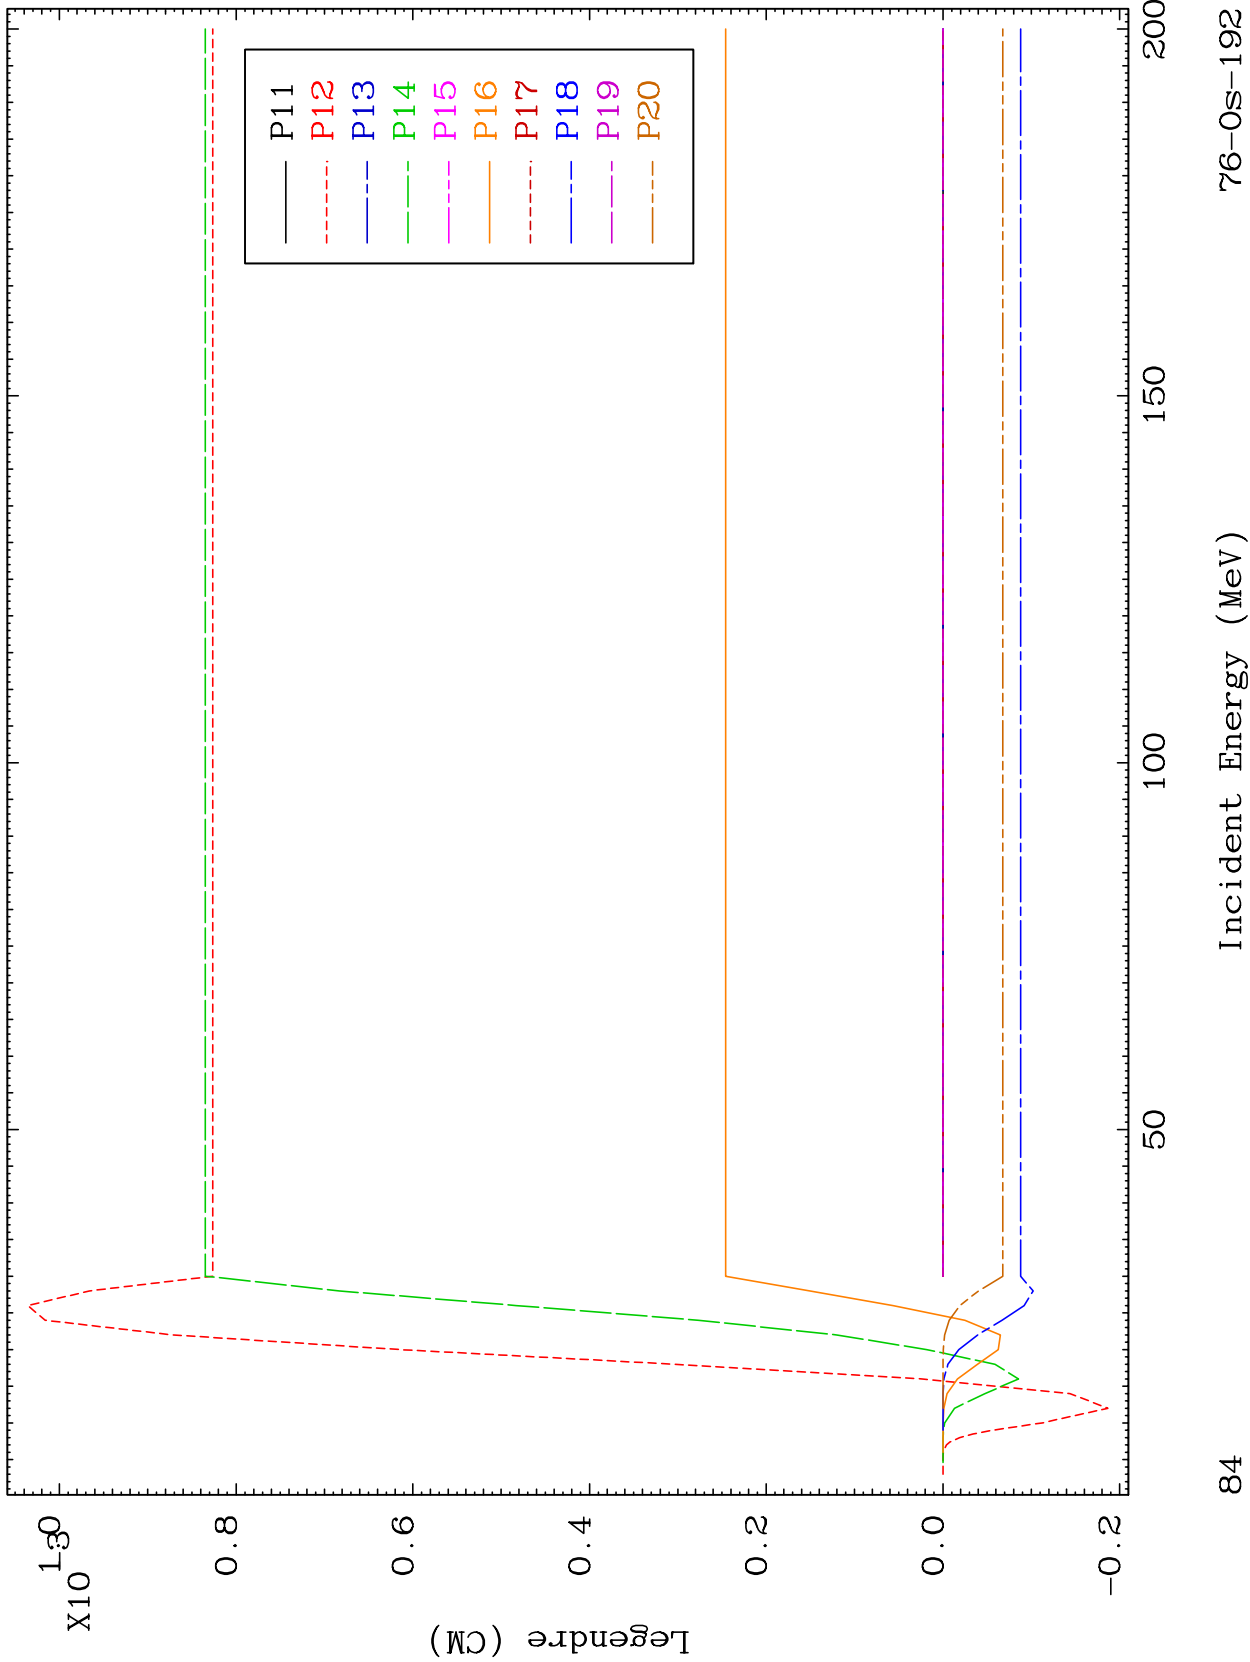 X10
-3
1.0
0.8
0.6
0.4
0.2
0.0
-0.2
Legendre (CM)
P11
P12
P13
P14
P15
P16
P17
P18
P19
P20
50
100
150
200
Incident Energy (MeV)
84
76-Os-192